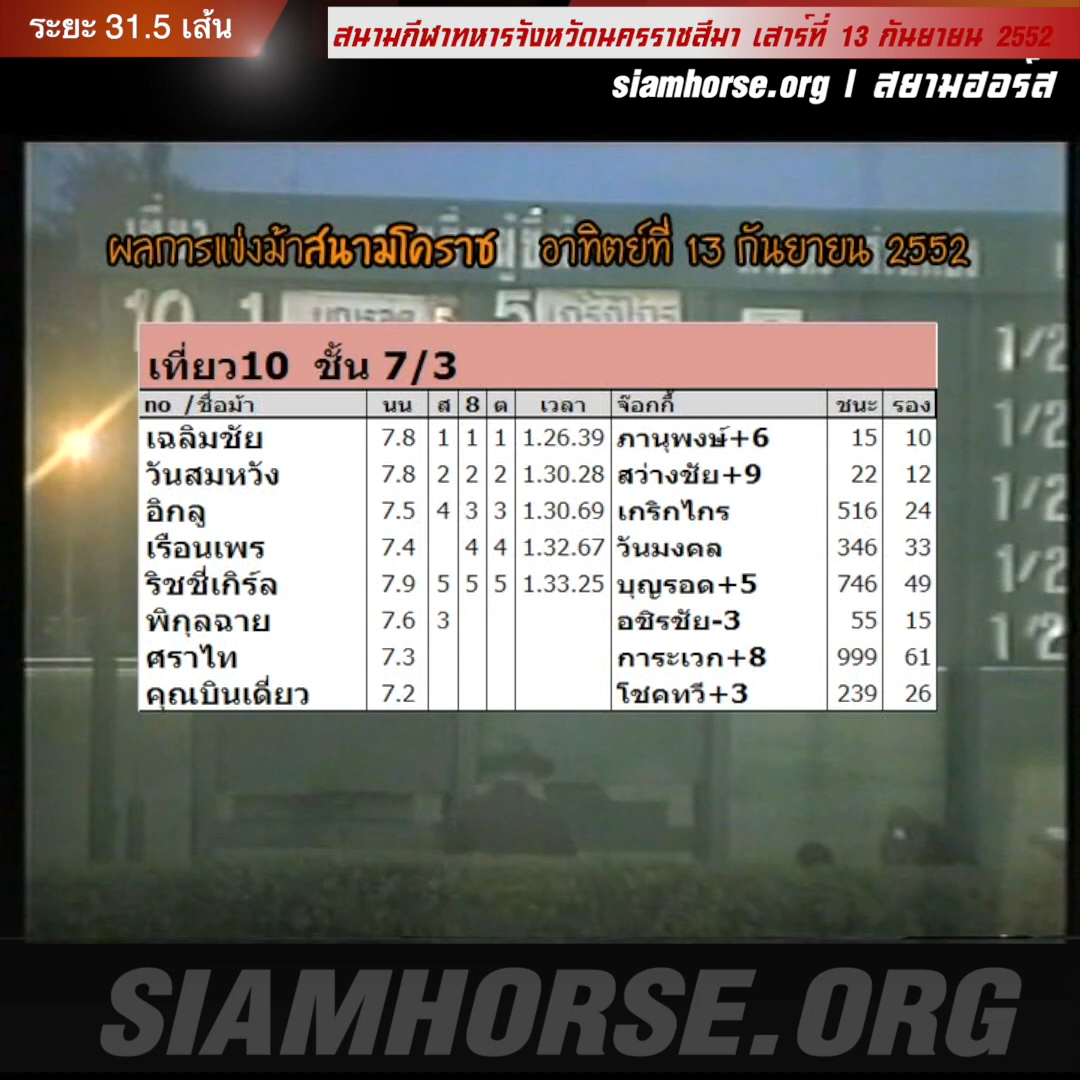 ระยะ 31.5 เส้น
สนามกีฬาทหารจังหวัดนครราชสีมา เสาร์ที่ 13 กันยายน 2552
siamhorse.org | สยามฮอร์ส
ผลการแข่งม้าสนามโคราช อาทิตย์ที่ 13 กันยายน 2552
10 1 5
1/2
1/2
1/2
1/2
1/2
เที่ยว10 ชั้น 7/3
no /ชื่อม้า นน ส 8 ต เวลา จ๊อกกี้ ชนะ รอง
เฉลิมชัย 7.8 1 1 1 1.26.39 ภานุพงษ์+6 15 10
วันสมหวัง 7.8 2 2 2 1.30.28 สว่างชัย+9 22 12
อิกลู 7.5 4 3 3 1.30.69 เกริกไกร 516 24
เรือนเพร 7.4 4 4 1.32.67 วันมงคล 346 33
ริชชี่เกิร์ล 7.9 5 5 5 1.33.25 บุญรอด+5 746 49
พิกุลฉาย 7.6 3 อชิรชัย-3 55 15
ศราไท 7.3 การะเวก+8 999 61
คุณบินเดี่ยว 7.2 โชคทวี+3 239 26
SIAMHORSE.ORG